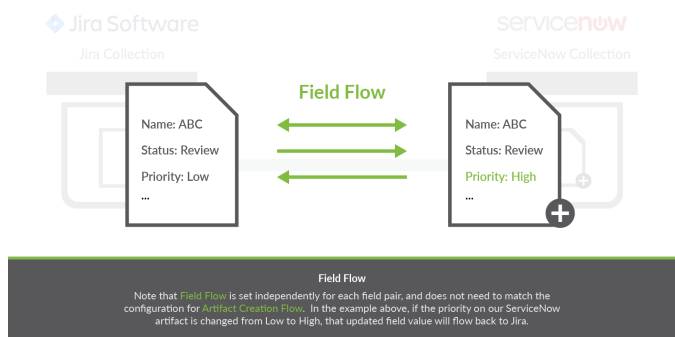 Jira Software
servicenow
Jira Collection
ServiceNow Collection
Field Flow
Name: ABC
Status: Review
Priority: Low
...
Name: ABC
Status: Review
Priority: High
...
Field Flow
Note that Field Flow is set independently for each field pair, and does not need to match the
configuration for Artifact Creation Flow. In the example above, if the priority on our ServiceNow
artifact is changed from Low to High, that updated field value will flow back to Jira.